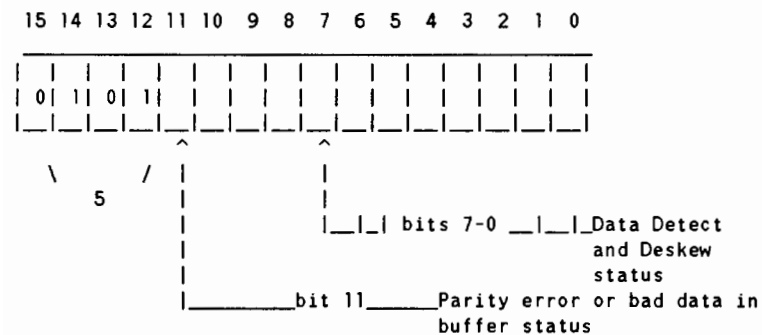 15 14 13 12 11 10 9 8 7 6 5 4 3 2 1 0
0 1 0 1
5
bits 7-0 Data Detect
and Deskew
status
bit 11 Parity error or bad data in
buffer status